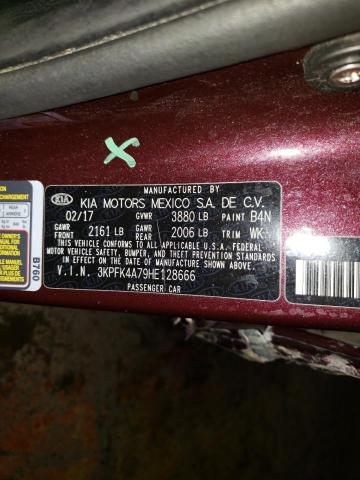 MANUFACTURED BY
KIA KIA MOTORS MEXICO S.A. DE C.V.
02/17 GVWR 3880 LB PAINT B4N
GAWR FRONT 2161 LB GAWR REAR 2006 LB TRIM WK
THIS VEHICLE CONFORMS TO ALL APPLICABLE U.S.A. FEDERAL
MOTOR VEHICLE SAFETY, BUMPER, AND THEFT PREVENTION STANDARDS
IN EFFECT ON THE DATE OF MANUFACTURE SHOWN ABOVE.
V.I.N. 3KPFK4A79HE128666
PASSENGER CAR
B760